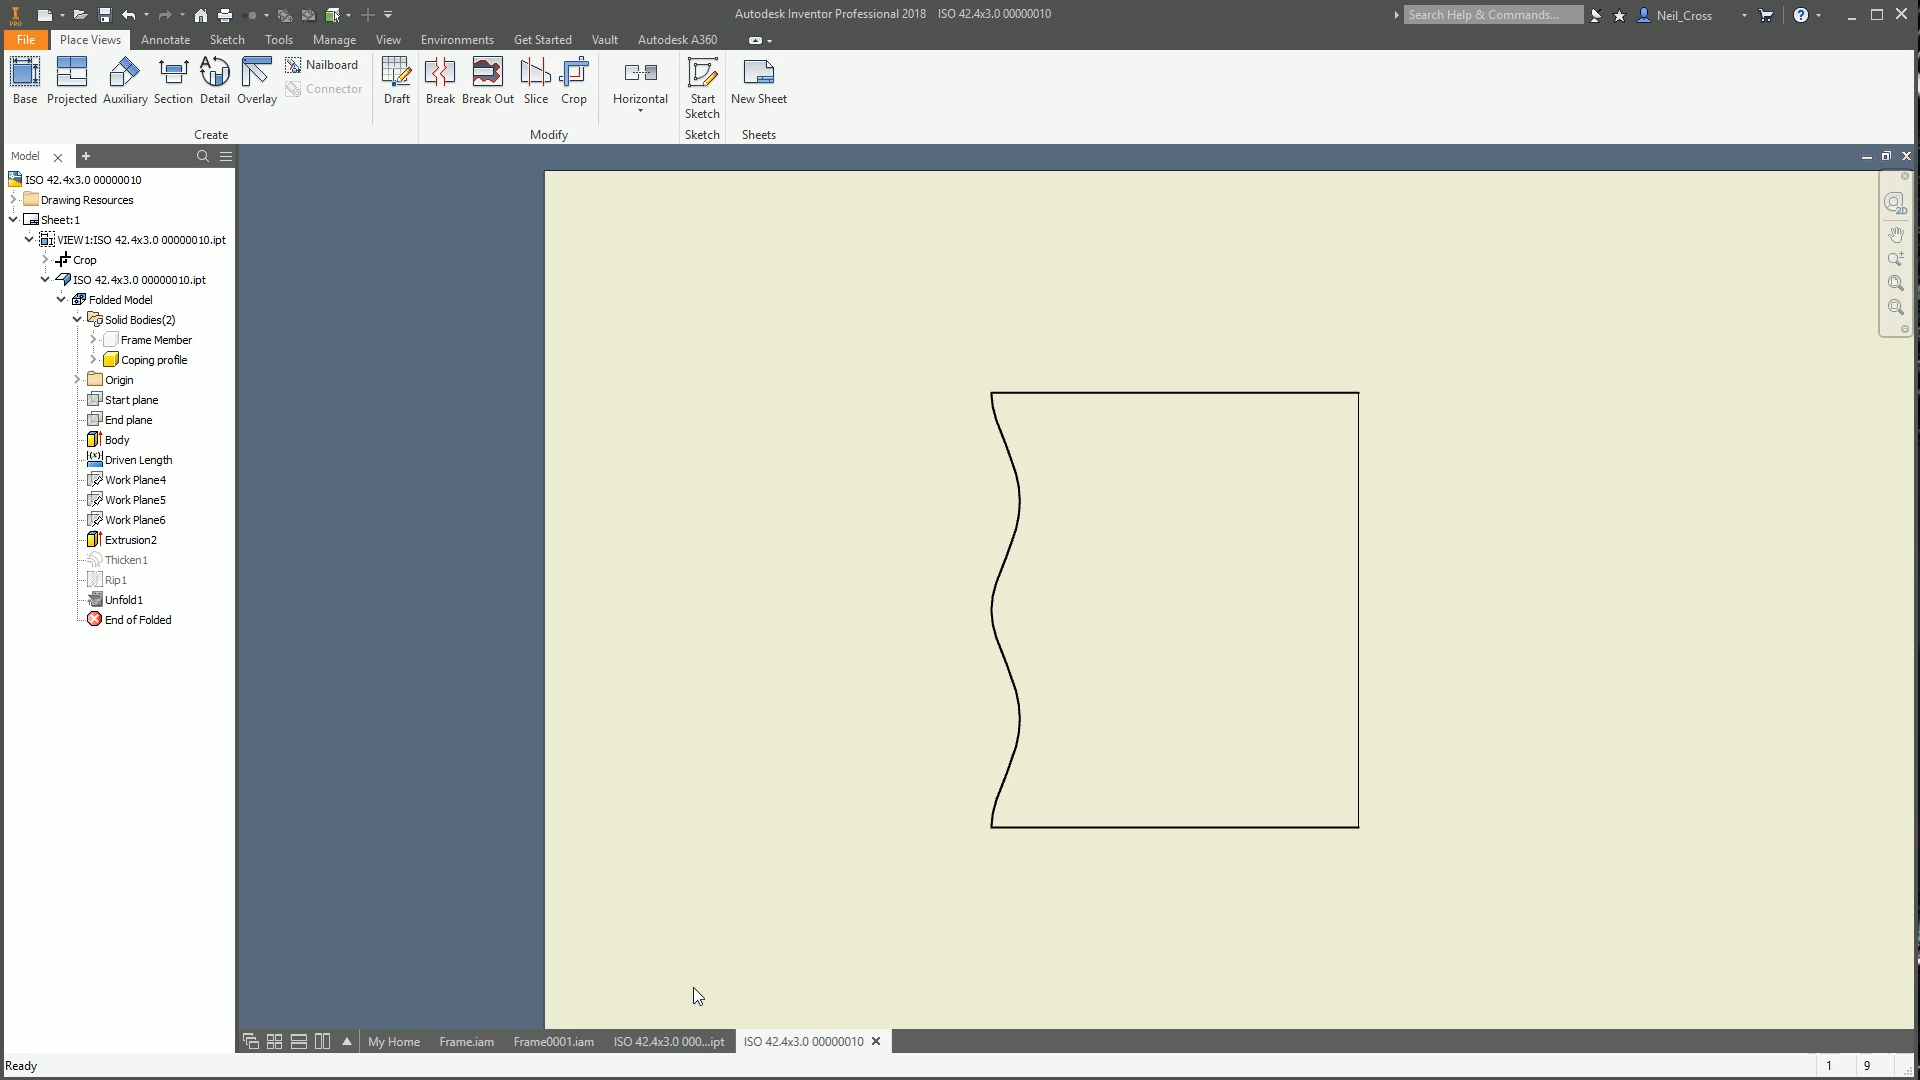 Autodesk Inventor Professional 2018 ISO 42.4x3.0 00000010
Search Help & Commands...
Neil_Cross
PRO
File Place Views Annotate Sketch Tools Manage View Environments Get Started Vault Autodesk A360
Base Projected Auxiliary Section Detail Overlay
Nailboard
Connector
Draft Break Break Out Slice Crop Horizontal
Start Sketch
New Sheet
Create Modify Sketch Sheets
Model
ISO 42.4x3.0 00000010
Drawing Resources
Sheet:1
VIEW1:ISO 42.4x3.0 00000010.ipt
Crop
ISO 42.4x3.0 00000010.ipt
Folded Model
Solid Bodies(2)
Frame Member
Coping profile
Origin
Start plane
End plane
Body
Driven Length
Work Plane4
Work Plane5
Work Plane6
Extrusion2
Thicken1
Rip1
Unfold1
End of Folded
2D
My Home Frame.iam Frame0001.iam ISO 42.4x3.0 000...ipt ISO 42.4x3.0 00000010
Ready 1 9